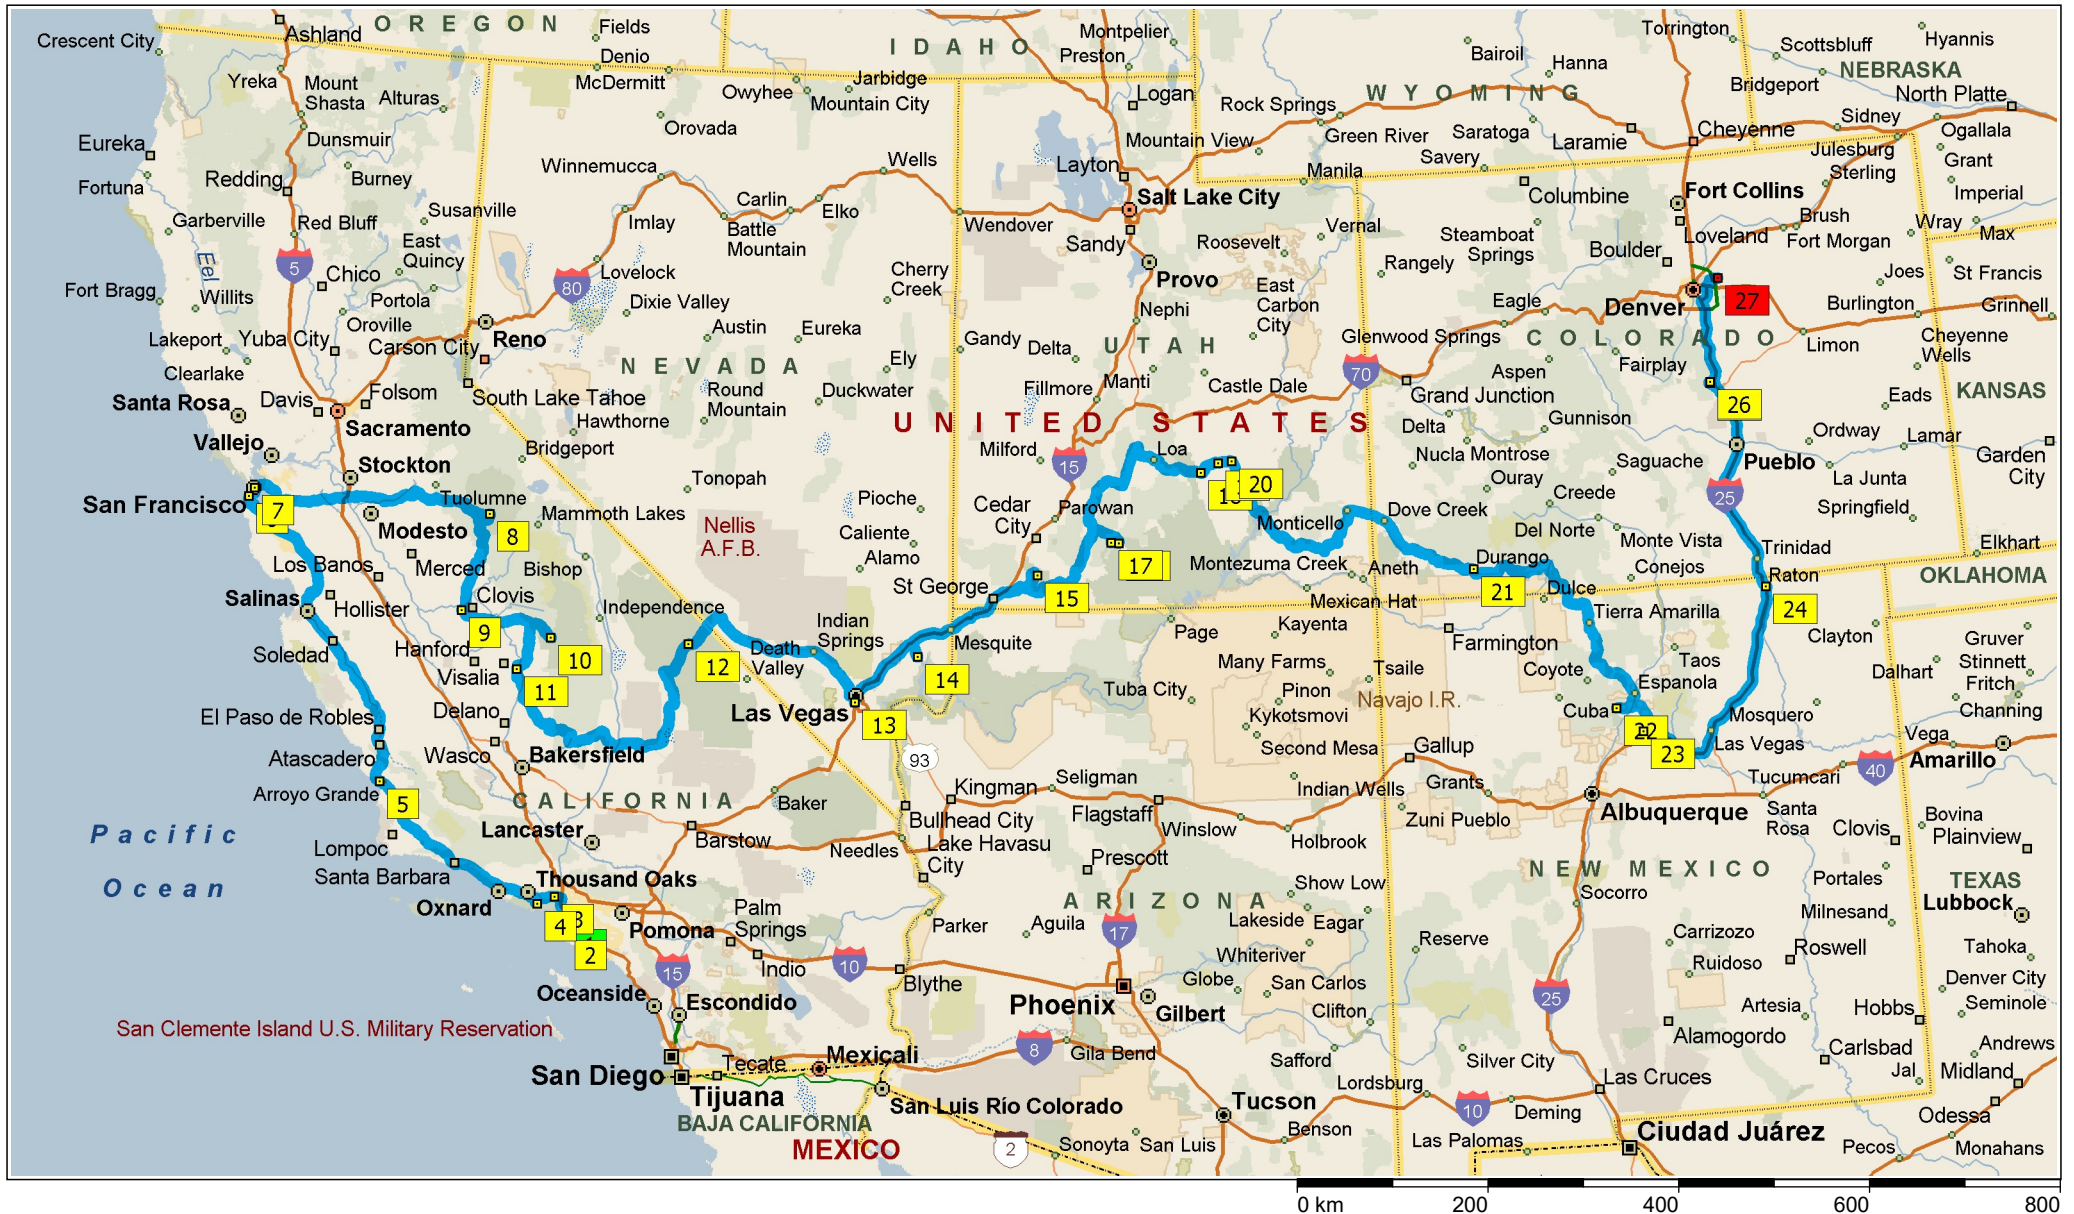 Crescent City
Ashland
OREGON
Fields
Denio
McDermitt
IDAHO
Montpelier
Preston
Torrington
Scottsbluff
Hyannis
Bairoil
Hanna
NEBRASKA
Bridgeport
North Platte
Yreka
Mount
Shasta
Alturas
Owyhee
Jarbidge
Mountain City
Logan
Rock Springs
WYOMING
Sidney
Ogallala
Dunsmuir
Orovada
Mountain View
Green River
Saratoga
Laramie
Cheyenne
Julesburg
Grant
Eureka
Winnemucca
Wells
Layton
Manila
Savery
Sterling
Imperial
Fortuna
Redding
Burney
Carlin
Elko
Salt Lake City
Columbine
Fort Collins
Garberville
Red Bluff
Susanville
Imlay
Battle
Mountain
Wendover
Sandy
Vernal
Steamboat
Springs
Boulder
Loveland
Brush
Fort Morgan
Wray
Max
Eel
5
East
Quincy
Chico
Lovelock
80
Cherry
Creek
Provo
Roosevelt
Rangely
Joes
St Francis
Fort Bragg
Willits
Portola
Dixie Valley
Nephi
East
Carbon
City
Eagle
Denver
27
Burlington
Grinnell
Lakeport
Yuba City
Oroville
Carson City
Reno
Austin
Eureka
Gandy
Delta
UTAH
Glenwood Springs
COLORADO
Limon
Cheyenne
Wells
Clearlake
NEVADA
Ely
Fillmore
Manti
Castle Dale
70
Aspen
Fairplay
Santa Rosa
Davis
Folsom
South Lake Tahoe
Hawthorne
Round
Mountain
Duckwater
Grand Junction
Gunnison
26
Eads
KANSAS
Vallejo
Sacramento
UNITED STATES
Delta
Ordway
Lamar
Garden
City
Stockton
Bridgeport
Milford
15
Loa
Nucla
Montrose
Saguache
Pueblo
La Junta
San Francisco
7
Tuolumne
Tonopah
Pioche
20
Ouray
Creede
25
Springfield
Modesto
8
Mammoth Lakes
Nellis
A.F.B.
Caliente
Cedar
City
Parowan
Monticello
Dove Creek
Del Norte
Monte Vista
Trinidad
Elkhart
Los Banos
Merced
Bishop
Alamo
17
Montezuma Creek
Aneth
Durango
Conejos
Raton
OKLAHOMA
Salinas
Hollister
Clovis
Independence
St George
15
Mexican Hat
21
Dulce
Tierra Amarilla
24
Soledad
9
Hanford
10
Indian
Springs
Mesquite
Page
Kayenta
Farmington
Clayton
Gruver
Visalia
11
12
Death
Valley
14
Many Farms
Tsaile
Coyote
Taos
Espanola
Dalhart
Stinnett
Fritch
El Paso de Robles
Delano
Las Vegas
13
Tuba City
Pinon
Kykotsmovi
Navajo I.R.
Cuba
22
Mosquero
Channing
Atascadero
Wasco
Bakersfield
93
Second Mesa
Gallup
23
Las Vegas
Vega
Arroyo Grande
5
CALIFORNIA
Baker
Kingman
Seligman
Indian Wells
Grants
Tucumcari
40
Amarillo
Pacific
Ocean
Lancaster
Barstow
Bullhead City
Flagstaff
Winslow
Zuni Pueblo
Albuquerque
Santa
Rosa
Clovis
Bovina
Plainview
Lompoc
Needles
Lake Havasu
City
Prescott
Holbrook
Santa Barbara
Thousand Oaks
NEW MEXICO
Portales
TEXAS
Oxnard
4
2
Pomona
Palm
Springs
Parker
ARIZONA
Aguila
17
Show Low
Lakeside
Eagar
Socorro
Milnesand
Lubbock
Indio
10
Blythe
Whiteriver
Reserve
Carrizozo
Ruidoso
Roswell
Tahoka
15
Oceanside
Escondido
Phoenix
Gilbert
Globe
San Carlos
Clifton
25
Artesia
Hobbs
Denver City
Seminole
San Clemente Island U.S. Military Reservation
8
Gila Bend
Safford
Silver City
Alamogordo
Carlsbad
Jal
Andrews
San Diego
Tecate
Mexicali
Lordsburg
Las Cruces
Midland
Tijuana
San Luis Río Colorado
Tucson
10
Deming
Odessa
BAJA CALIFORNIA
MEXICO
2
Sonoyta
San Luis
Benson
Las Palomas
Ciudad Juárez
Pecos
Monahans
0 km
200
400
600
800